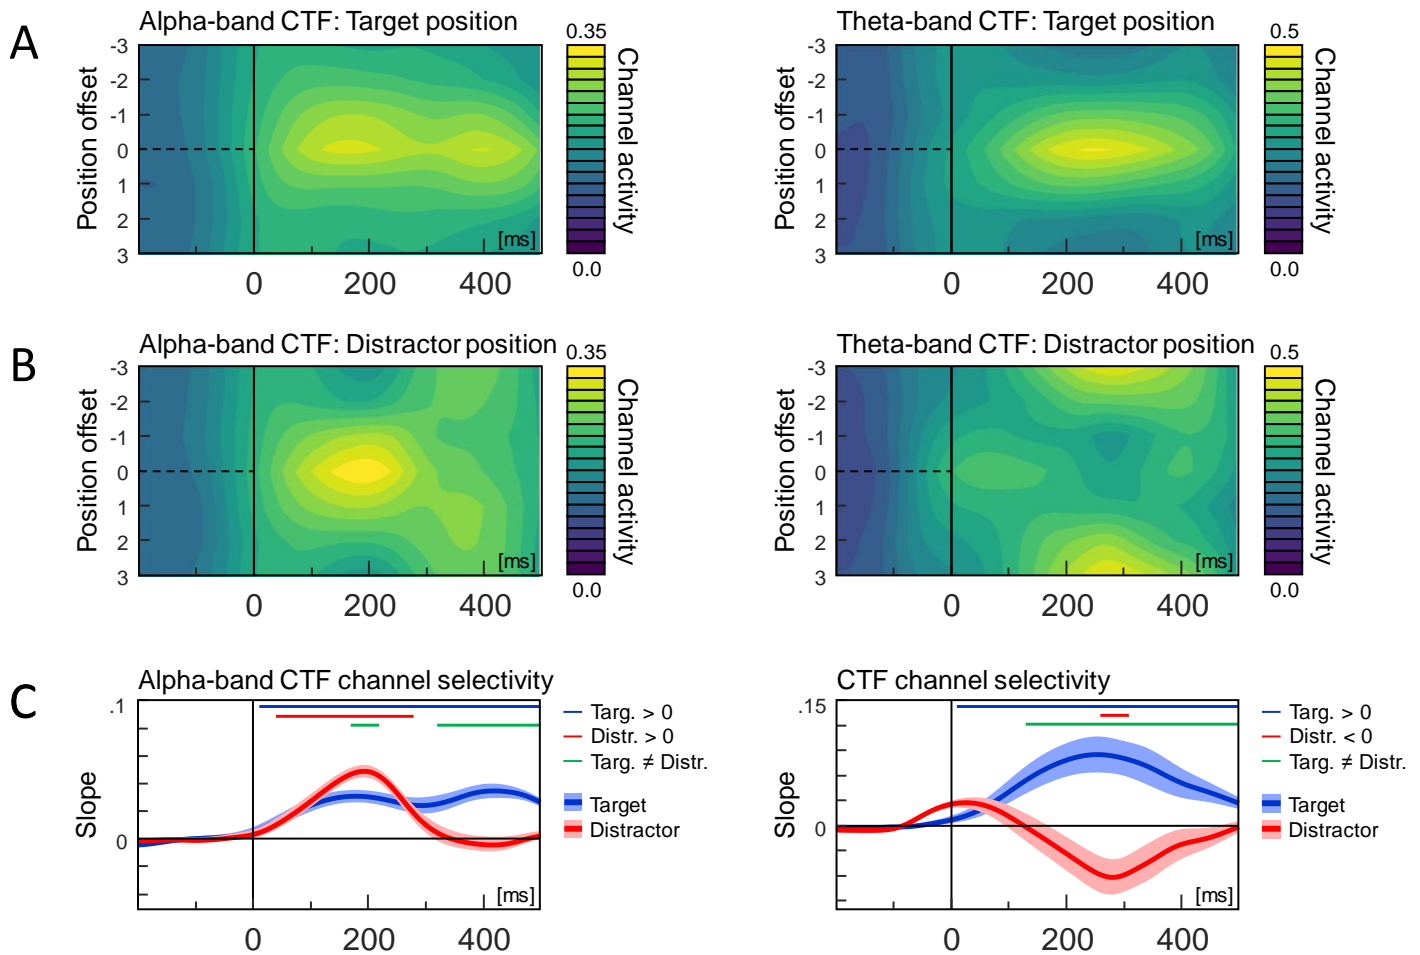 A
Alpha-band CTF: Target position
0.35
Theta-band CTF: Target position
0.5
Position offset
-3
-2
-1
0
1
2
3
[ms]
0
200
400
Channel activity
0.0
Position offset
-3
-2
-1
0
1
2
3
[ms]
0
200
400
Channel activity
0.0
B
Alpha-band CTF: Distractor position
0.35
Theta-band CTF: Distractor position
0.5
Position offset
-3
-2
-1
0
1
2
3
[ms]
0
200
400
Channel activity
0.0
Position offset
-3
-2
-1
0
1
2
3
[ms]
0
200
400
Channel activity
0.0
C
Alpha-band CTF channel selectivity
CTF channel selectivity
Slope
.1
0
[ms]
0
200
400
Targ. > 0
Distr. > 0
Targ. ≠ Distr.
Target
Distractor
Slope
.15
0
[ms]
0
200
400
Targ. > 0
Distr. < 0
Targ. ≠ Distr.
Target
Distractor